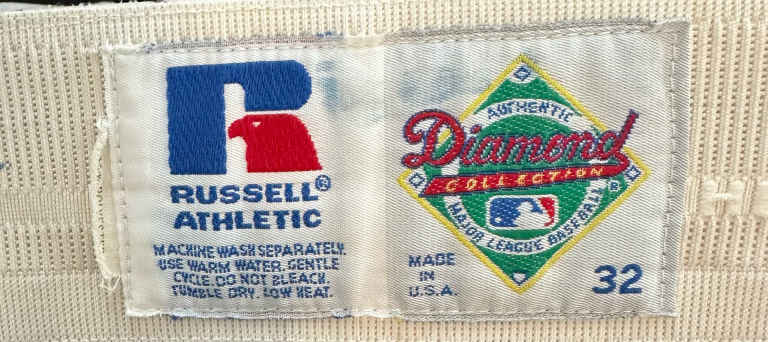 RUSSELL®
ATHLETIC
MACHINE WASH SEPARATELY.
USE WARM WATER. GENTLE
CYCLE. DO NOT BLEACH.
TUMBLE DRY. LOW HEAT.
AUTHENTIC
Diamond
COLLECTION
®
MAJOR LEAGUE BASEBALL
MADE
IN
U.S.A.
32